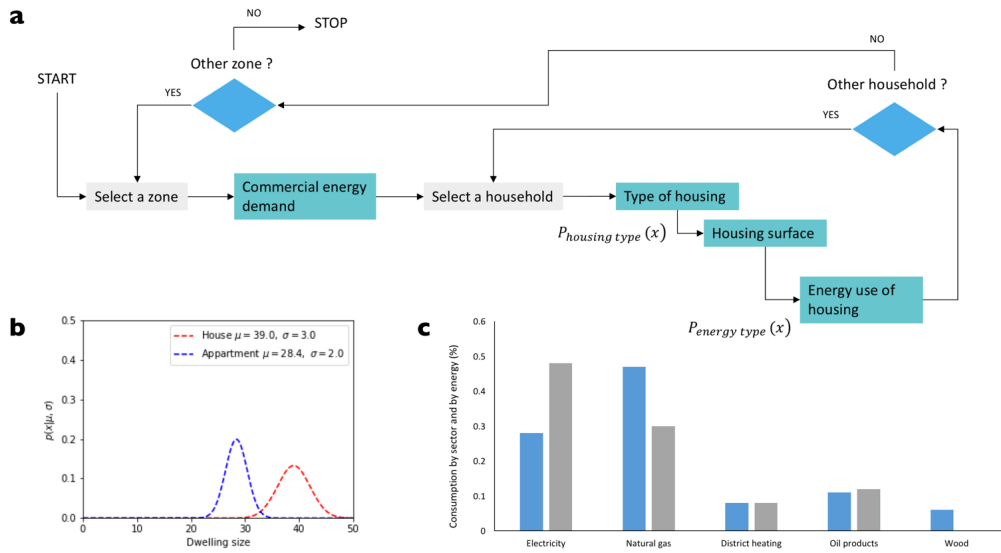 a
NO
STOP
Other zone ?
START
YES
NO
Other household ?
YES
Select a zone
Commercial energy
demand
Select a household
Type of housing
P_{housing type}(x)
Housing surface
Energy use of
housing
P_{energy type}(x)
b
0.5
0.4
0.3
0.2
0.1
0.0
p(x|μ, σ)
House μ = 39.0, σ = 3.0
Appartment μ = 28.4, σ = 2.0
0 10 20 30 40 50
Dwelling size
c
0.6
0.5
0.4
0.3
0.2
0.1
0
Consumption by sector and by energy (%)
Electricity Natural gas District heating Oil products Wood